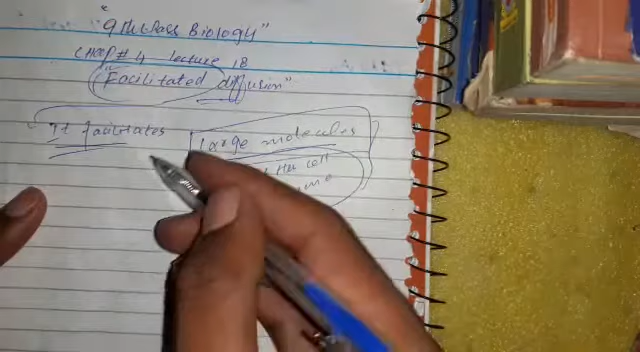 "9th class Biology"
Chap # 4 lecture 18
"Facilitated diffusion"
It facilitates Large molecules
the cell